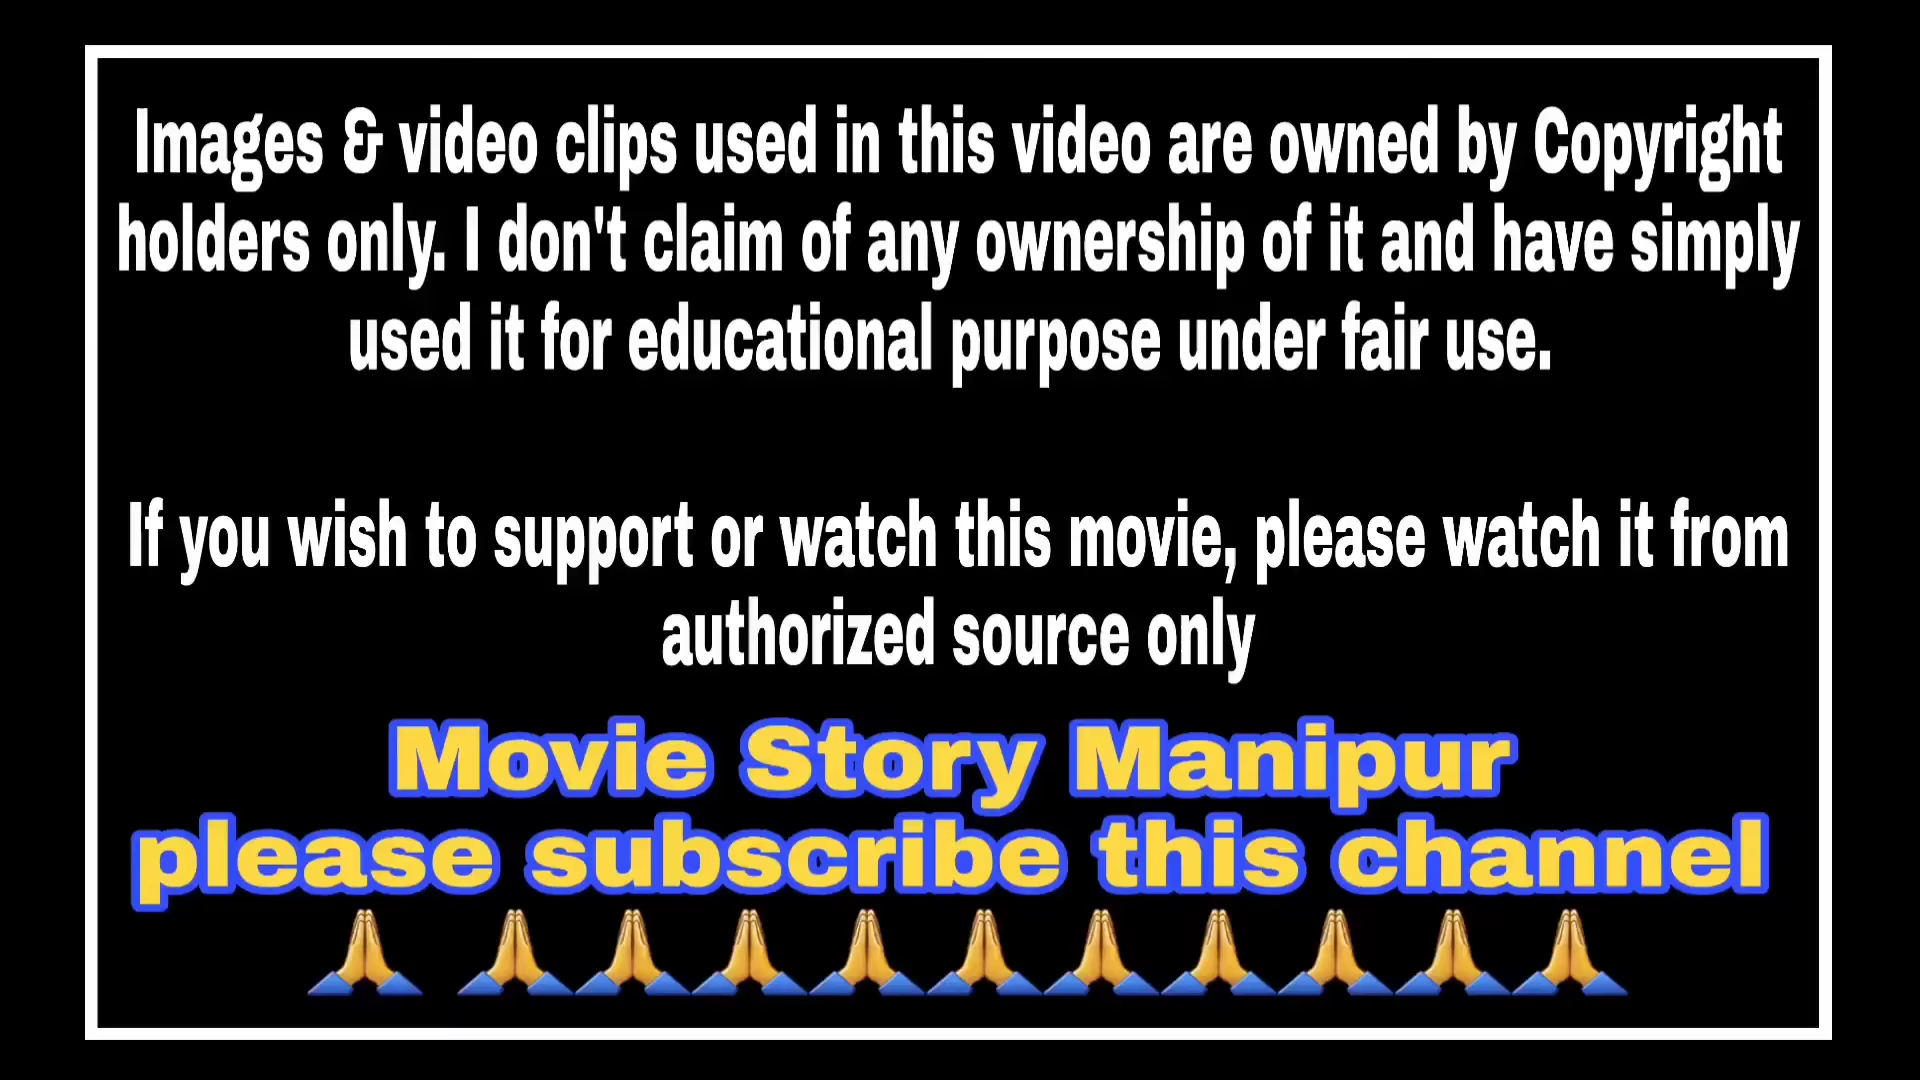 Images & video clips used in this video are owned by Copyright
holders only. I don't claim of any ownership of it and have simply
used it for educational purpose under fair use.
If you wish to support or watch this movie, please watch it from
authorized source only
Movie Story Manipur
please subscribe this channel
🙏 🙏🙏🙏🙏🙏🙏🙏🙏🙏🙏